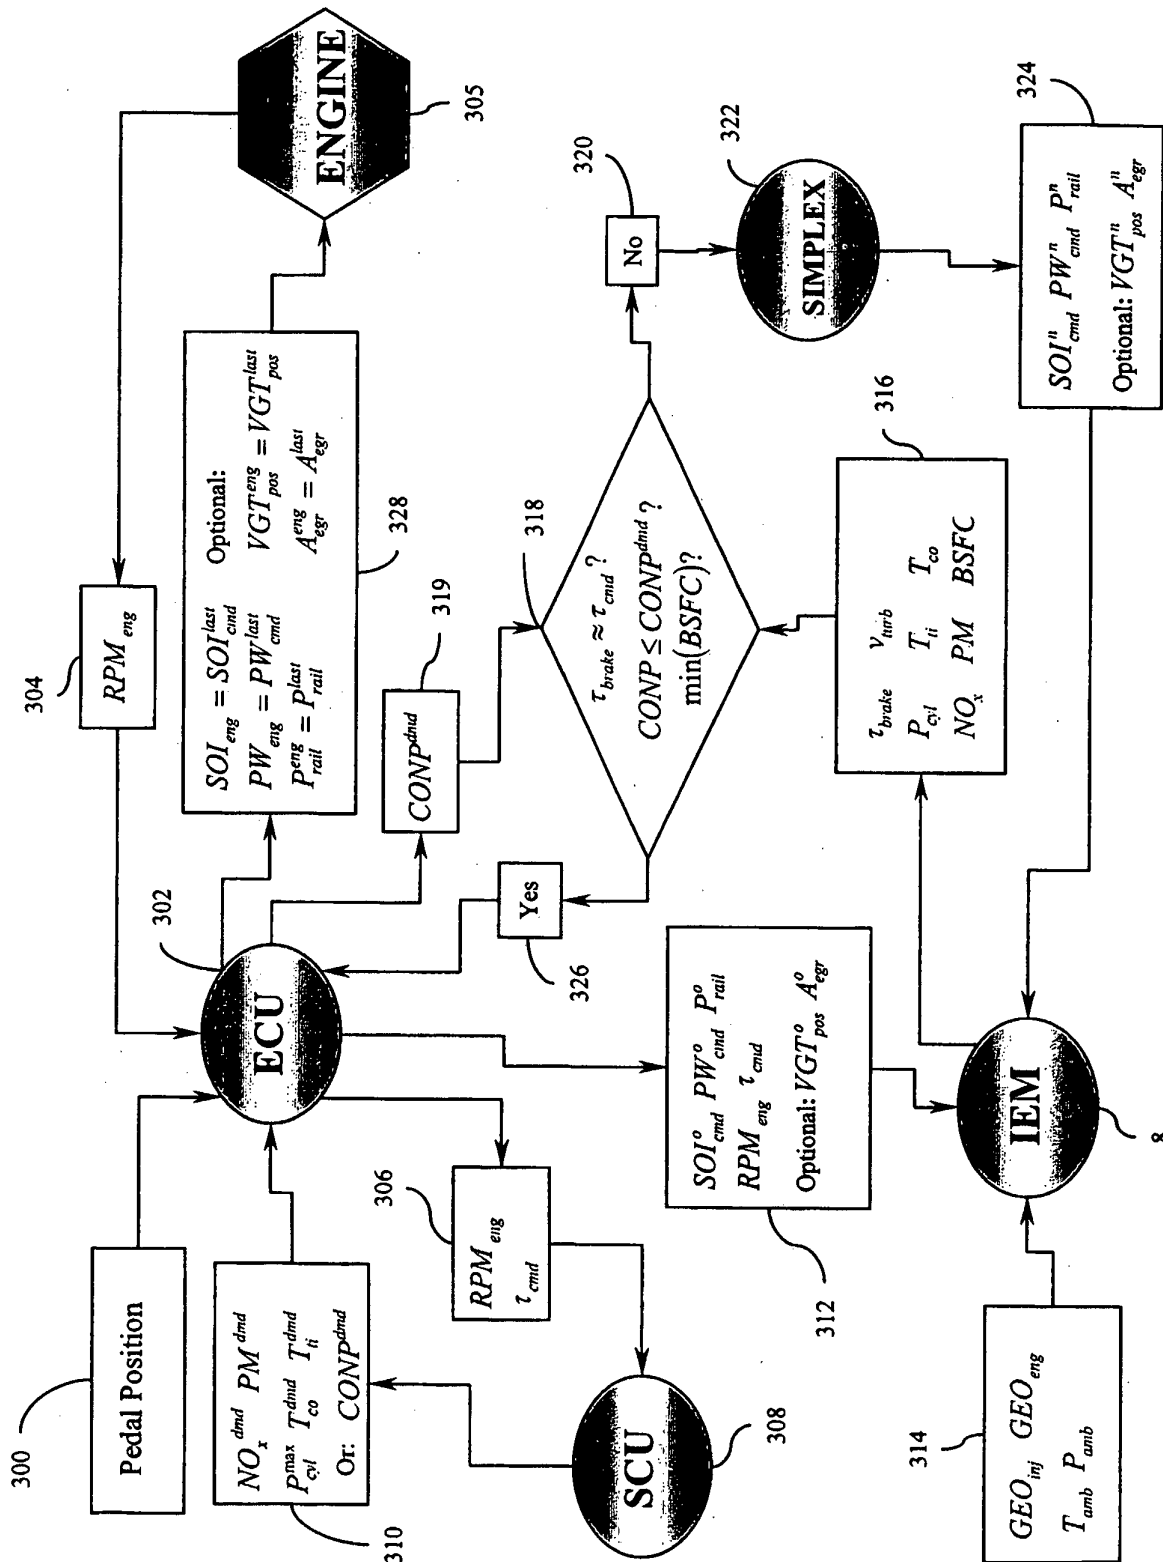 300
Pedal Position
304
RPM_eng
ENGINE
305
302
ECU
SOI_eng = SOI_cmd^last
PW_eng = PW_cmd^last
P_rail^eng = P_rail^last
Optional:
VGT_pos^eng = VGT_pos^last
A_egr^eng = A_egr^last
328
NO_x^dmd PM^dmd
P_cyl^max T_co^dmd T_ti^dmd
Or: CONP^dmd
310
306
RPM_eng
τ_cmd
SCU
308
319
CONP^dmd
326
Yes
318
τ_brake ≈ τ_cmd?
CONP ≤ CONP^dmd?
min(BSFC)?
320
No
322
SIMPLEX
SOI_cmd^o PW_cmd^o P_rail^o
RPM_eng τ_cmd
Optional: VGT_pos^o A_egr^o
312
316
τ_brake ν_turb
P_cyl T_ti T_co
NO_x PM BSFC
324
SOI_cmd^n PW_cmd^n P_rail^n
Optional: VGT_pos^n A_egr^n
314
GEO_inj GEO_eng
T_amb P_amb
IEM
8